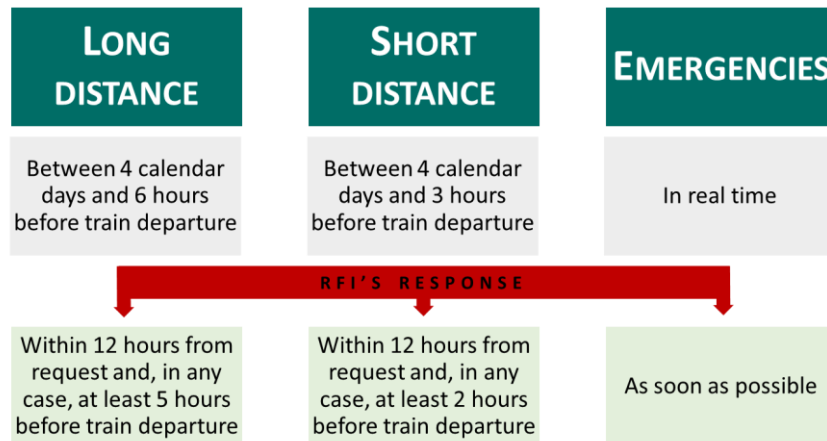 LONG
DISTANCE
SHORT
DISTANCE
EMERGENCIES
Between 4 calendar
days and 6 hours
before train departure
Between 4 calendar
days and 3 hours
before train departure
In real time
RFI'S RESPONSE
Within 12 hours from
request and, in any
case, at least 5 hours
before train departure
Within 12 hours from
request and, in any
case, at least 2 hours
before train departure
As soon as possible